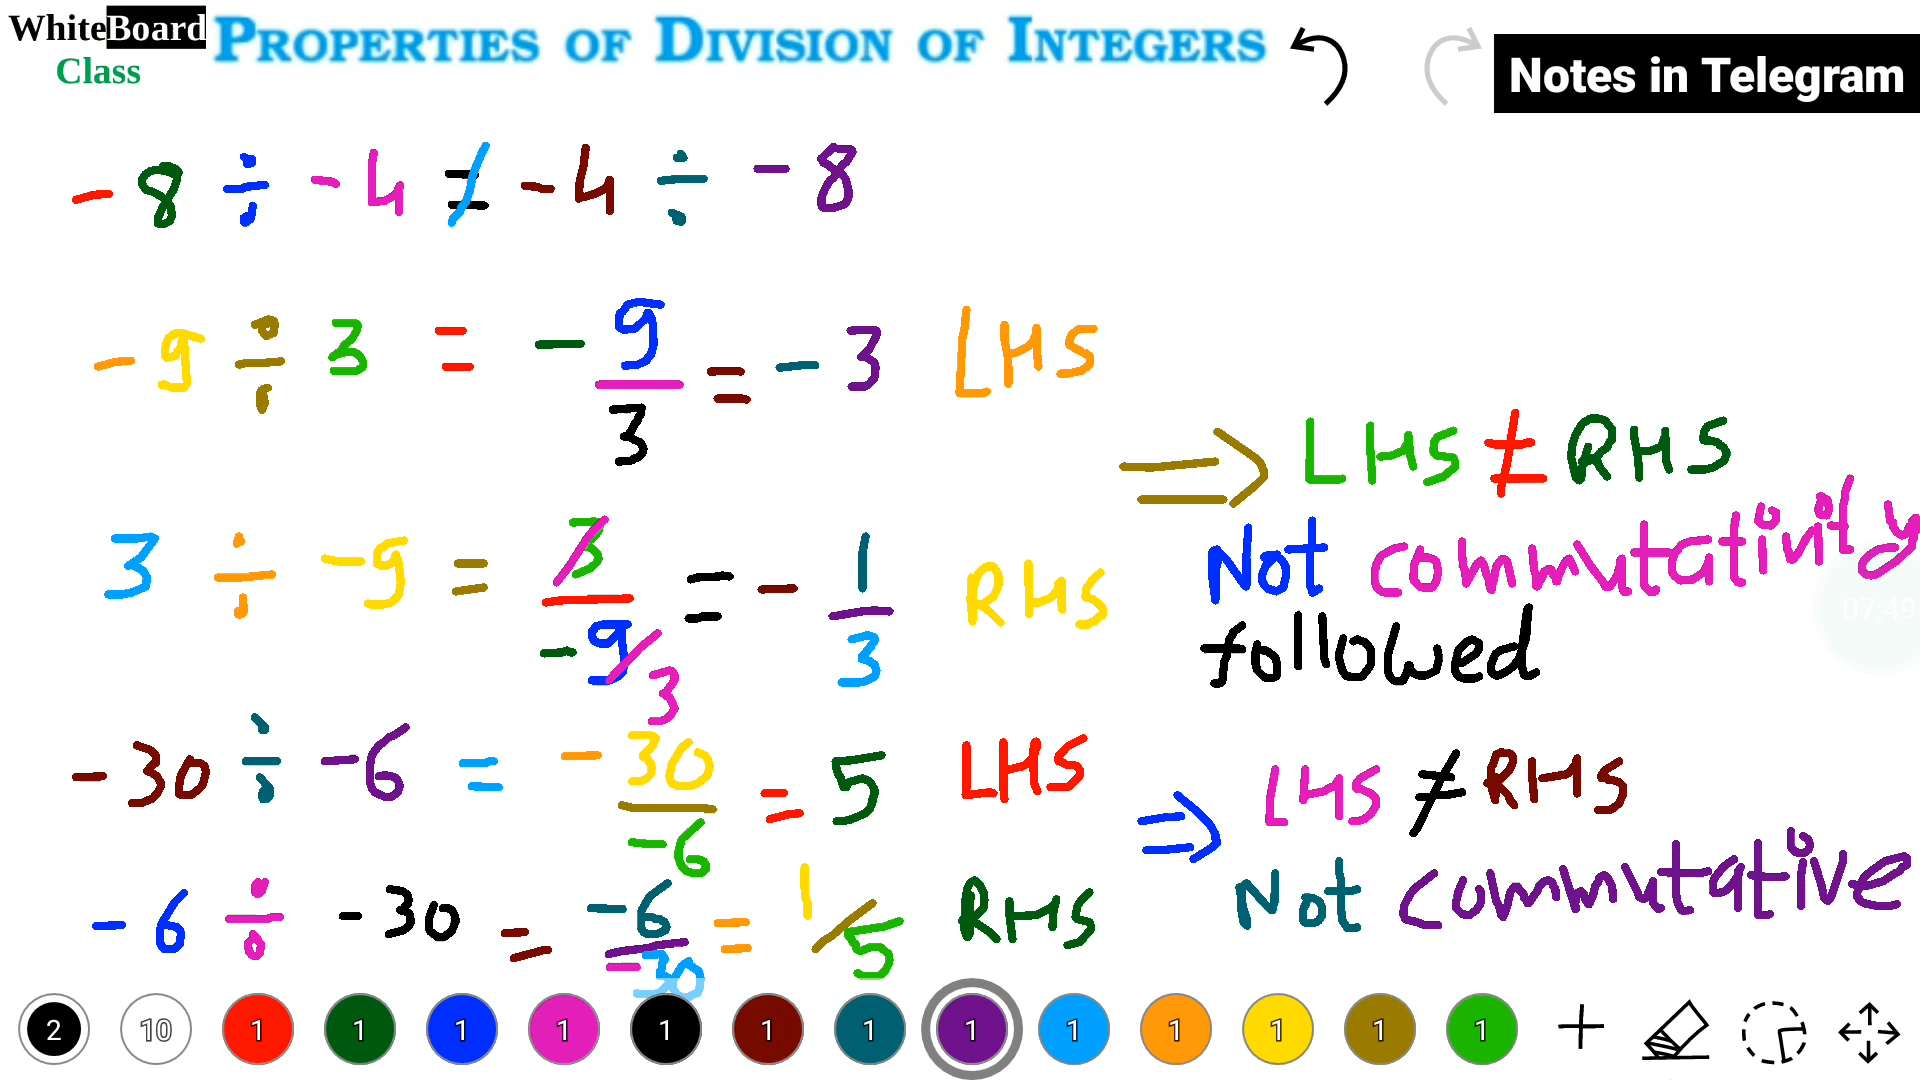 WhiteBoard
Class
PROPERTIES OF DIVISION OF INTEGERS
Notes in Telegram
-8 ÷ -4 ≠ -4 ÷ -8
-9 ÷ 3 = -9/3 = -3 LHS
⇒ LHS ≠ RHS
Not commutativity
followed
3 ÷ -9 = 3/-9 3 = -1/3 RHS
07:49
-30 ÷ -6 = -30/-6 = 5 LHS
⇒ LHS ≠ RHS
Not commutative
-6 ÷ -30 = -6/-30 = 1/5 RHS
2 10 1 1 1 1 1 1 1 1 1 1 1 1 1